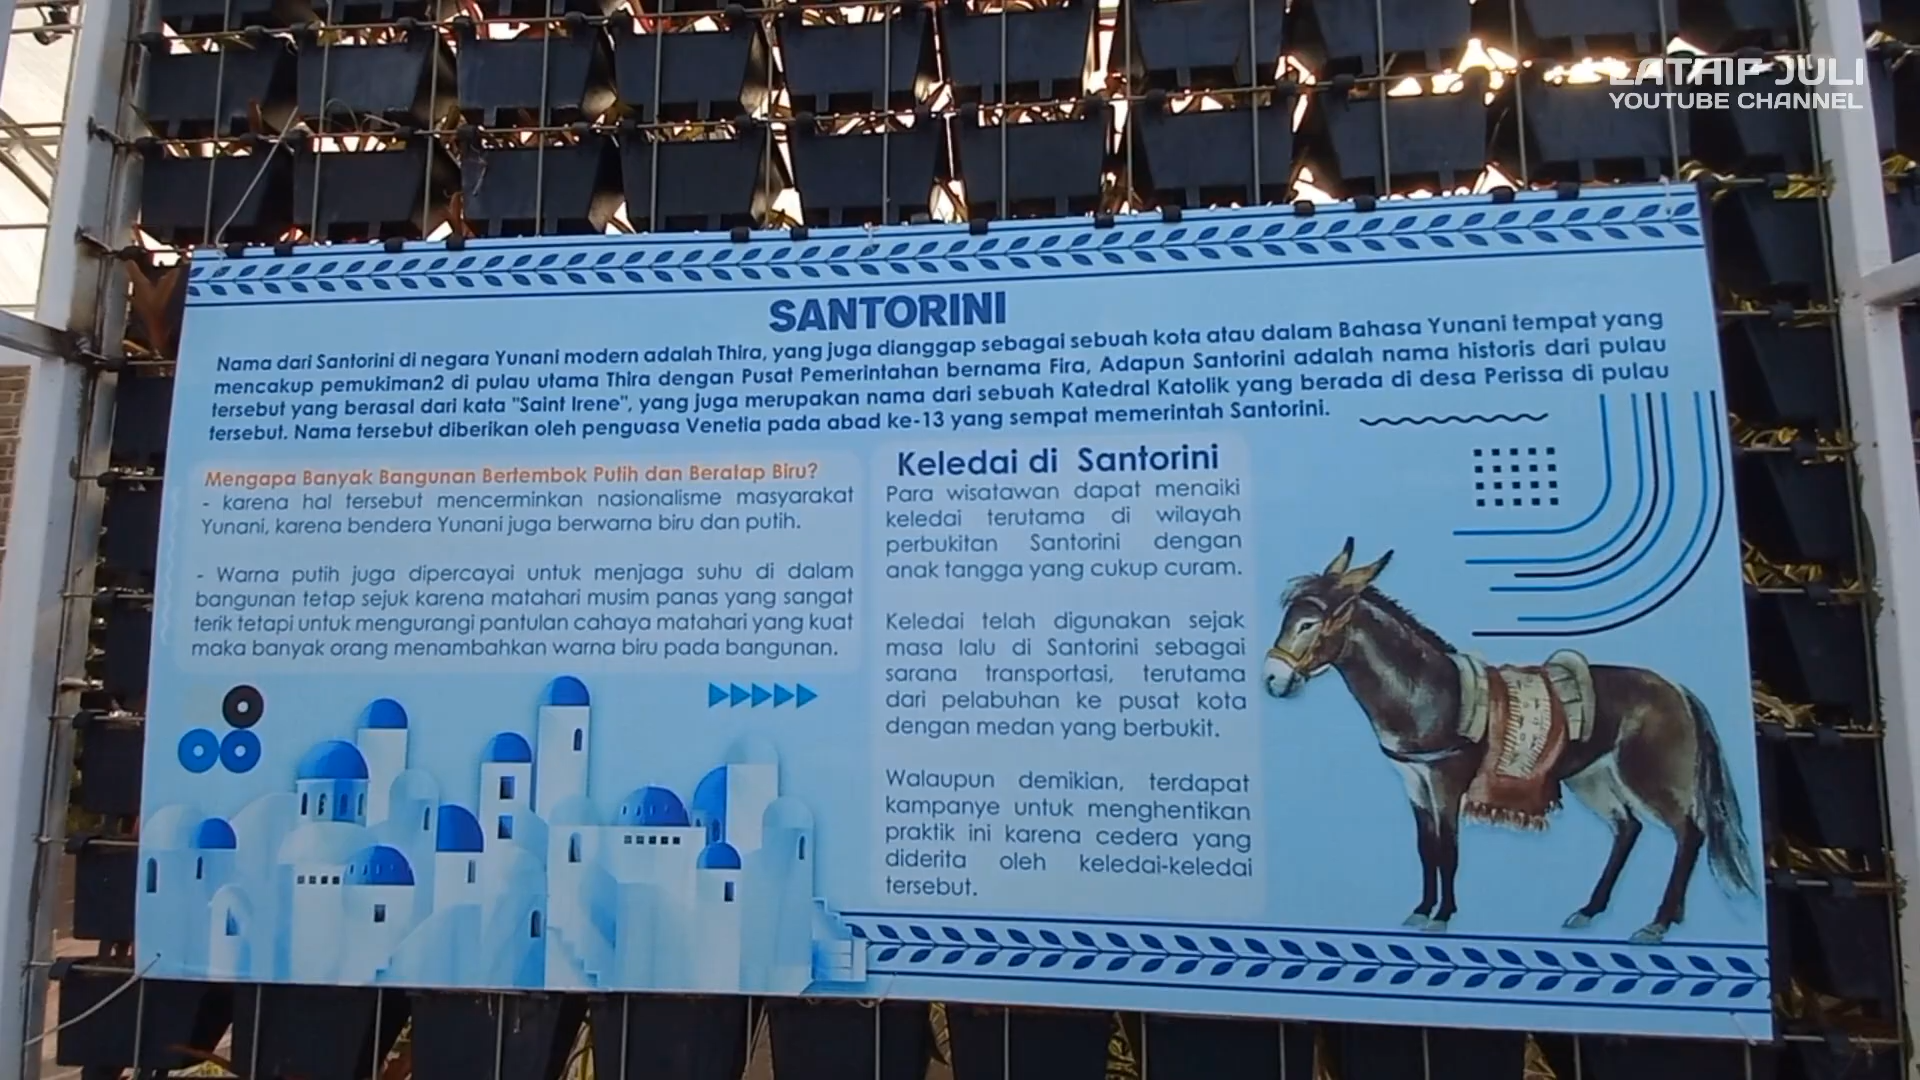 LATHIF JULI
YOUTUBE CHANNEL
SANTORINI
Nama dari Santorini di negara Yunani modern adalah Thira, yang juga dianggap sebagai sebuah kota atau dalam Bahasa Yunani tempat yang
mencakup pemukiman2 di pulau utama Thira dengan Pusat Pemerintahan bernama Fira, Adapun Santorini adalah nama historis dari pulau
tersebut yang berasal dari kata "Saint Irene", yang juga merupakan nama dari sebuah Katedral Katolik yang berada di desa Perissa di pulau
tersebut. Nama tersebut diberikan oleh penguasa Venetia pada abad ke-13 yang sempat memerintah Santorini.
Mengapa Banyak Bangunan Bertembok Putih dan Beratap Biru?
- karena hal tersebut mencerminkan nasionalisme masyarakat
Yunani, karena bendera Yunani juga berwarna biru dan putih.
- Warna putih juga dipercayai untuk menjaga suhu di dalam
bangunan tetap sejuk karena matahari musim panas yang sangat
terik tetapi untuk mengurangi pantulan cahaya matahari yang kuat
maka banyak orang menambahkan warna biru pada bangunan.
Keledai di Santorini
Para wisatawan dapat menaiki
keledai terutama di wilayah
perbukitan Santorini dengan
anak tangga yang cukup curam.
Keledai telah digunakan sejak
masa lalu di Santorini sebagai
sarana transportasi, terutama
dari pelabuhan ke pusat kota
dengan medan yang berbukit.
Walaupun demikian, terdapat
kampanye untuk menghentikan
praktik ini karena cedera yang
diderita oleh keledai-keledai
tersebut.